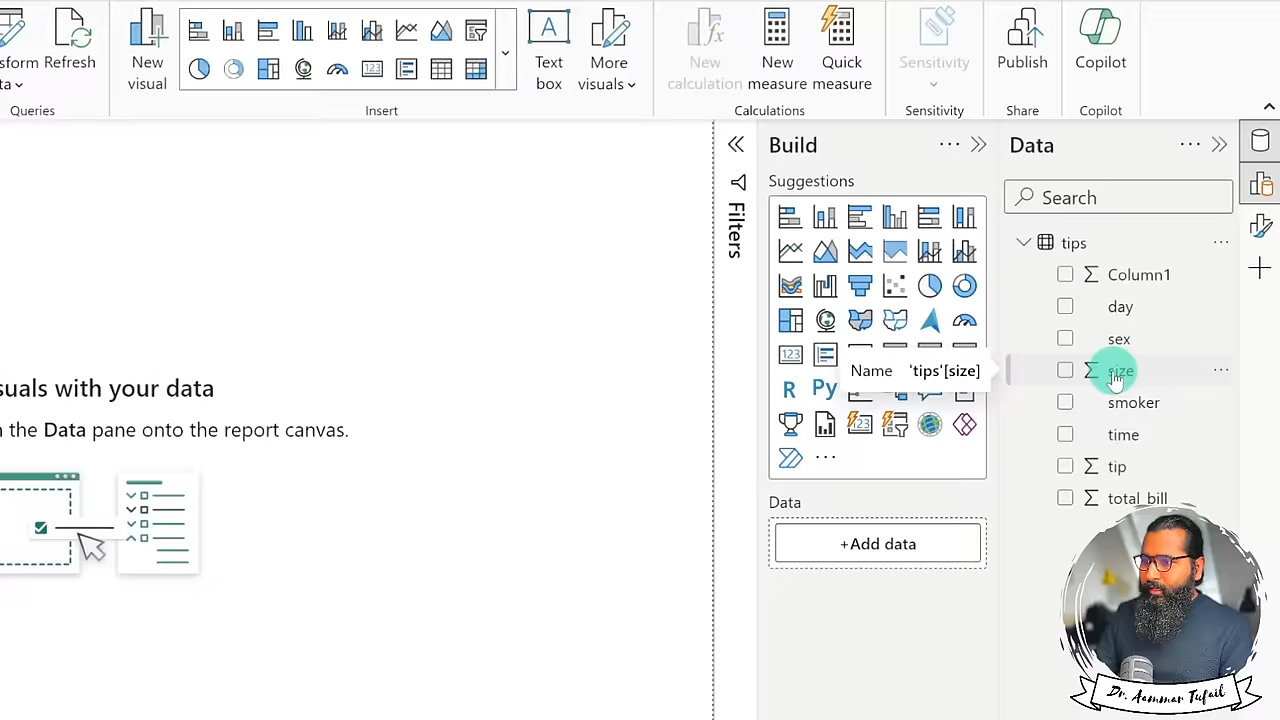 sform Refresh
ta
New
visual
Text
box
More
visuals
New
calculation
New
measure
Quick
measure
Sensitivity
Publish
Copilot
Queries
Insert
Calculations
Sensitivity
Share
Copilot
Filters
Build
Suggestions
123
R Py
123
Name 'tips'[size]
Data
+Add data
Data
Search
tips
Column1
day
sex
size
smoker
time
tip
total_bill
suals with your data
n the Data pane onto the report canvas.
Dr. Aammar Tufail